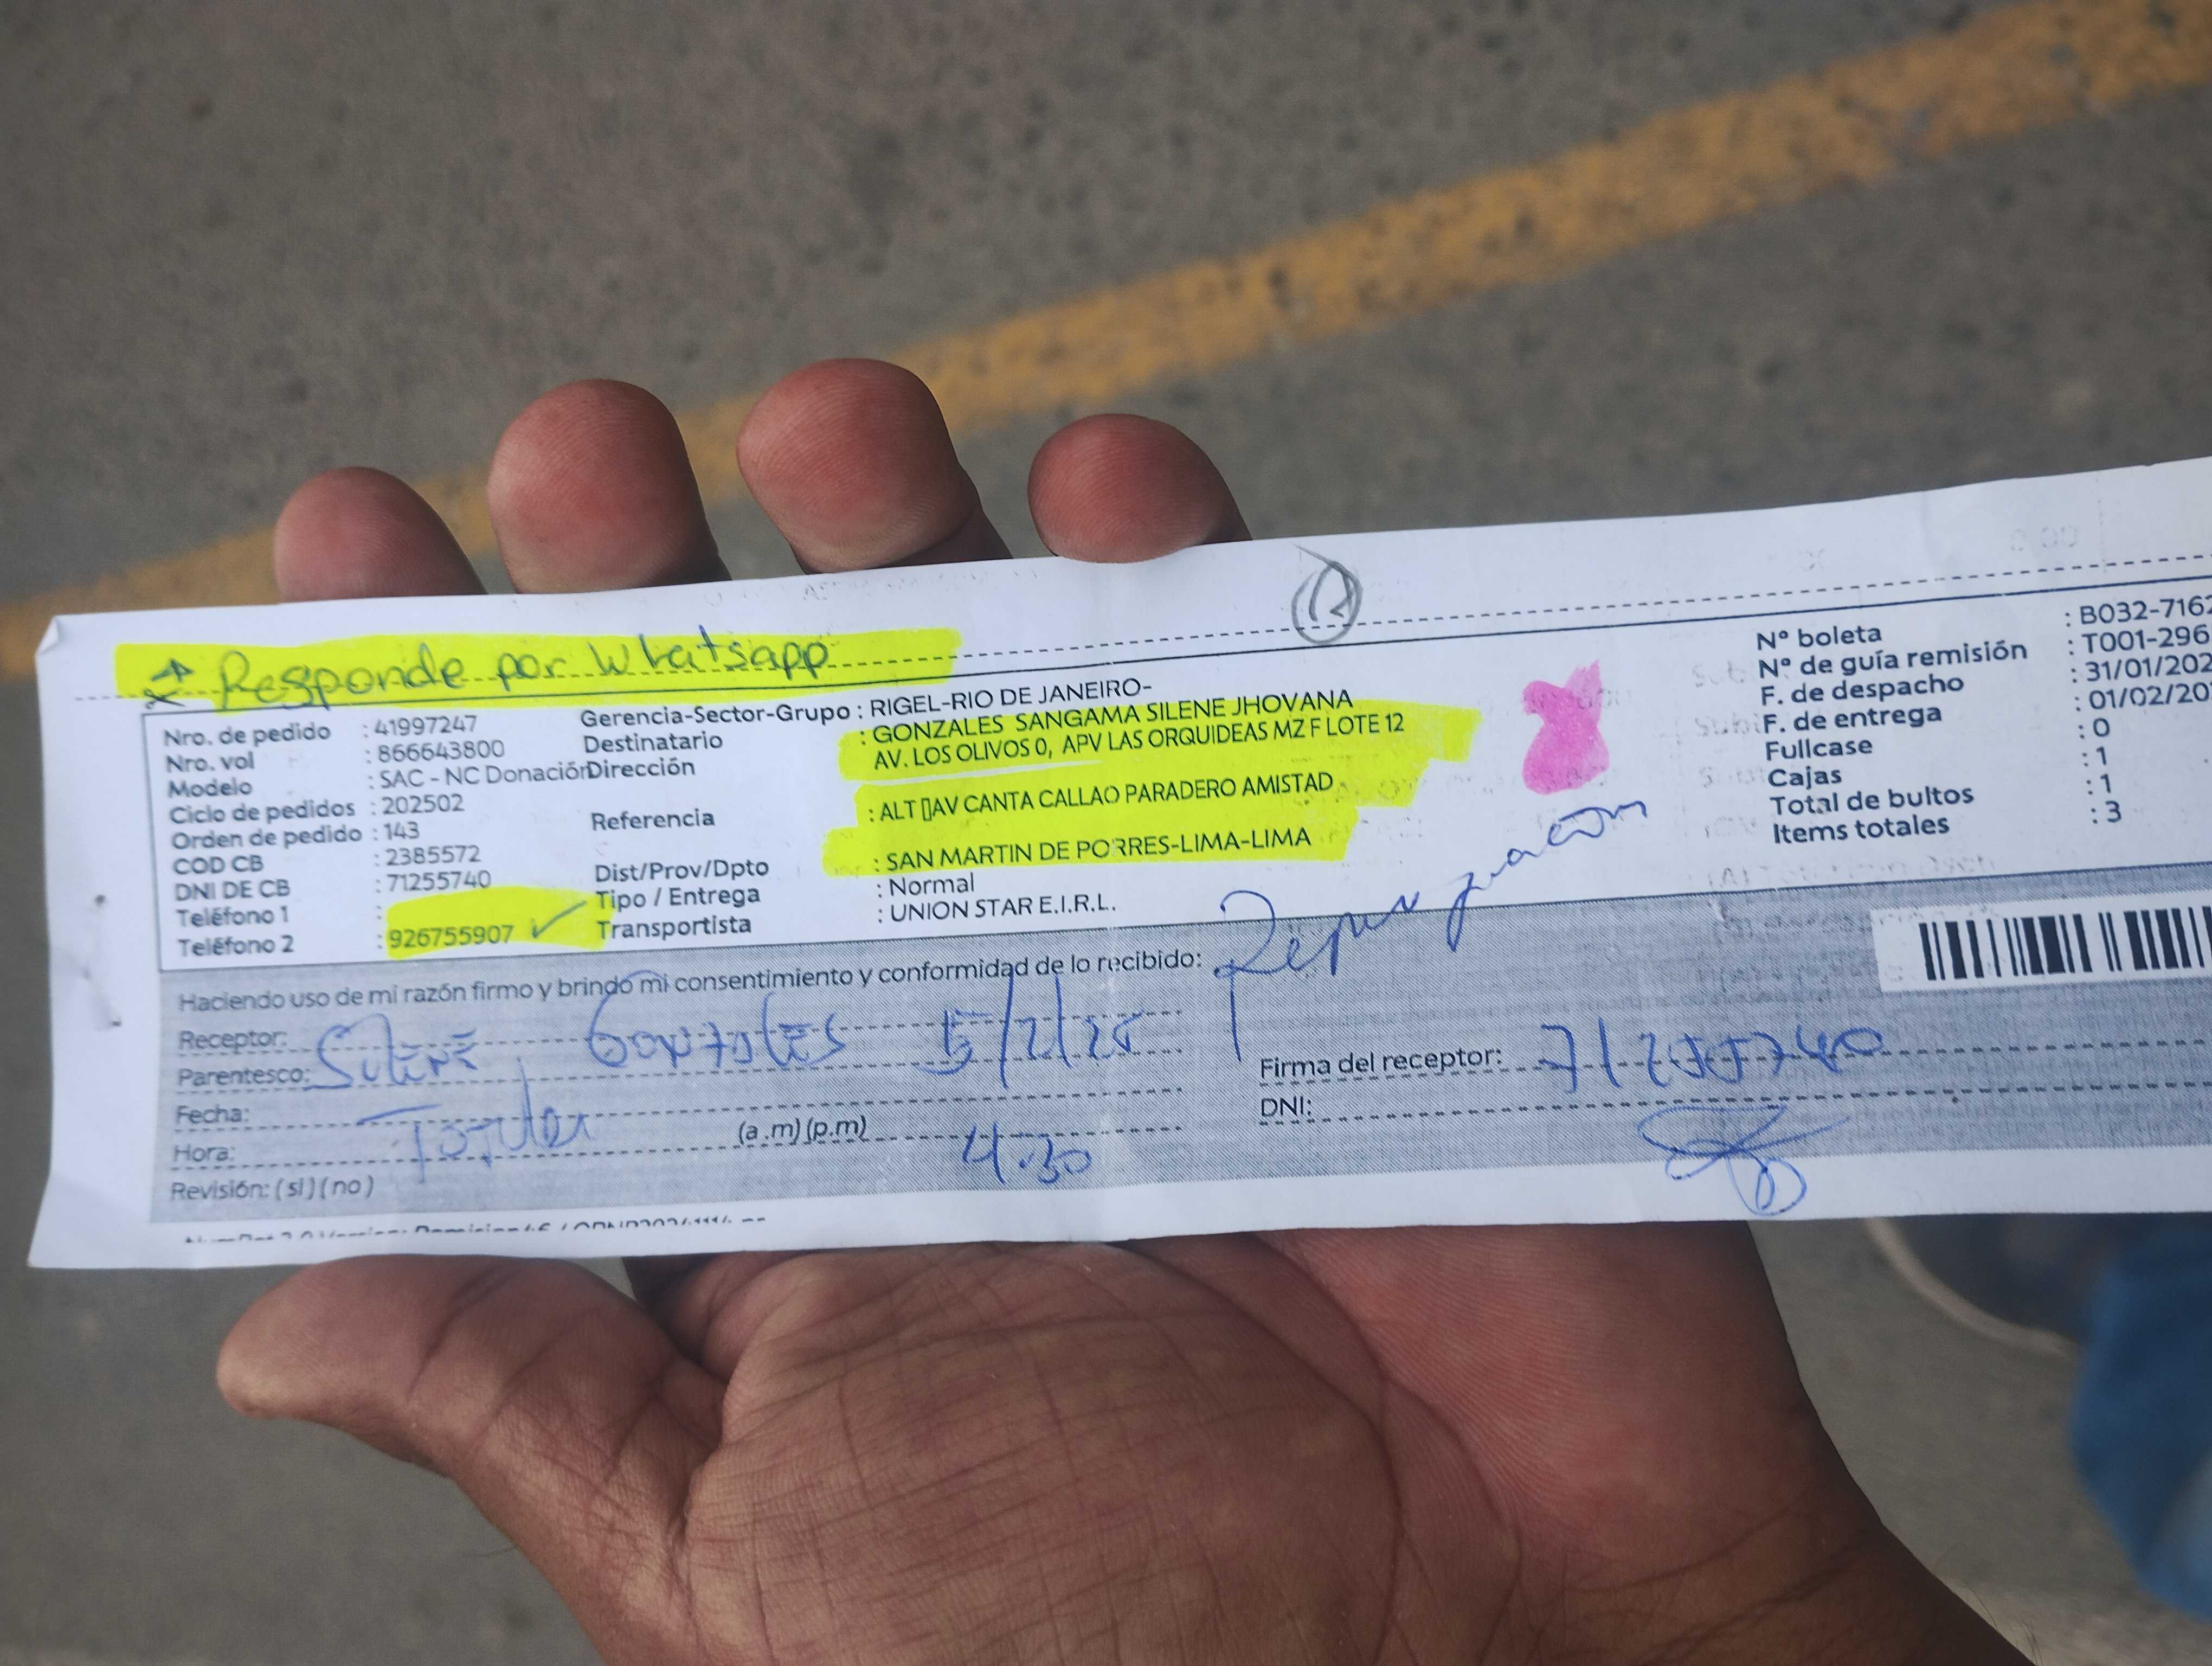 Responde por Whatsapp
Nro. de pedido : 41997247
Nro. vol : 866643800
Modelo : SAC - NC Donación
Ciclo de pedidos : 202502
Orden de pedido : 143
COD CB : 2385572
DNI DE CB : 71255740
Teléfono 1 :
Teléfono 2 : 926755907
Gerencia-Sector-Grupo : RIGEL-RIO DE JANEIRO-
Destinatario : GONZALES SANGAMA SILENE JHOVANA
Dirección AV. LOS OLIVOS 0, APV LAS ORQUIDEAS MZ F LOTE 12
Referencia : ALT ▯AV CANTA CALLAO PARADERO AMISTAD
Dist/Prov/Dpto : SAN MARTIN DE PORRES-LIMA-LIMA
Tipo / Entrega : Normal
Transportista : UNION STAR E.I.R.L.
N° boleta : B032-7162
N° de guía remisión : T001-296
F. de despacho : 31/01/202
F. de entrega : 01/02/20
Fullcase : 0
Cajas : 1
Total de bultos : 1
Items totales : 3
Haciendo uso de mi razón firmo y brindo mi consentimiento y conformidad de lo recibido:
Receptor: Silene Gonzales 5/2/25
Parentesco:
Fecha: Titular
Hora: (a.m) (p.m) 4:30
Revisión: (si) (no)
Firma del receptor: 71255740
DNI: